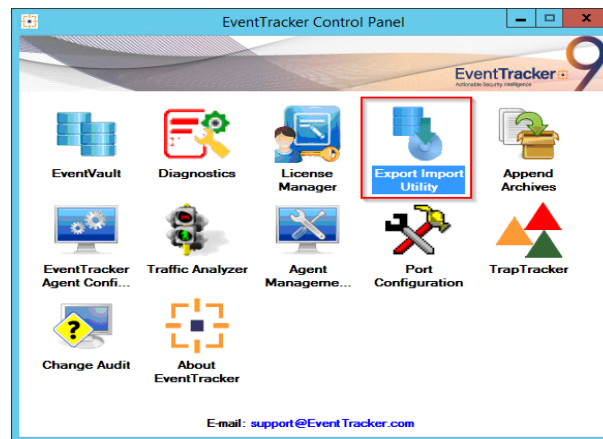 EventTracker Control Panel
EventTracker 9
Actionable Security Intelligence
EventVault
Diagnostics
License
Manager
Export Import
Utility
Append
Archives
EventTracker
Agent Confi...
Traffic Analyzer
Agent
Manageme...
Port
Configuration
TrapTracker
?
Change Audit
About
EventTracker
E-mail: support@EventTracker.com